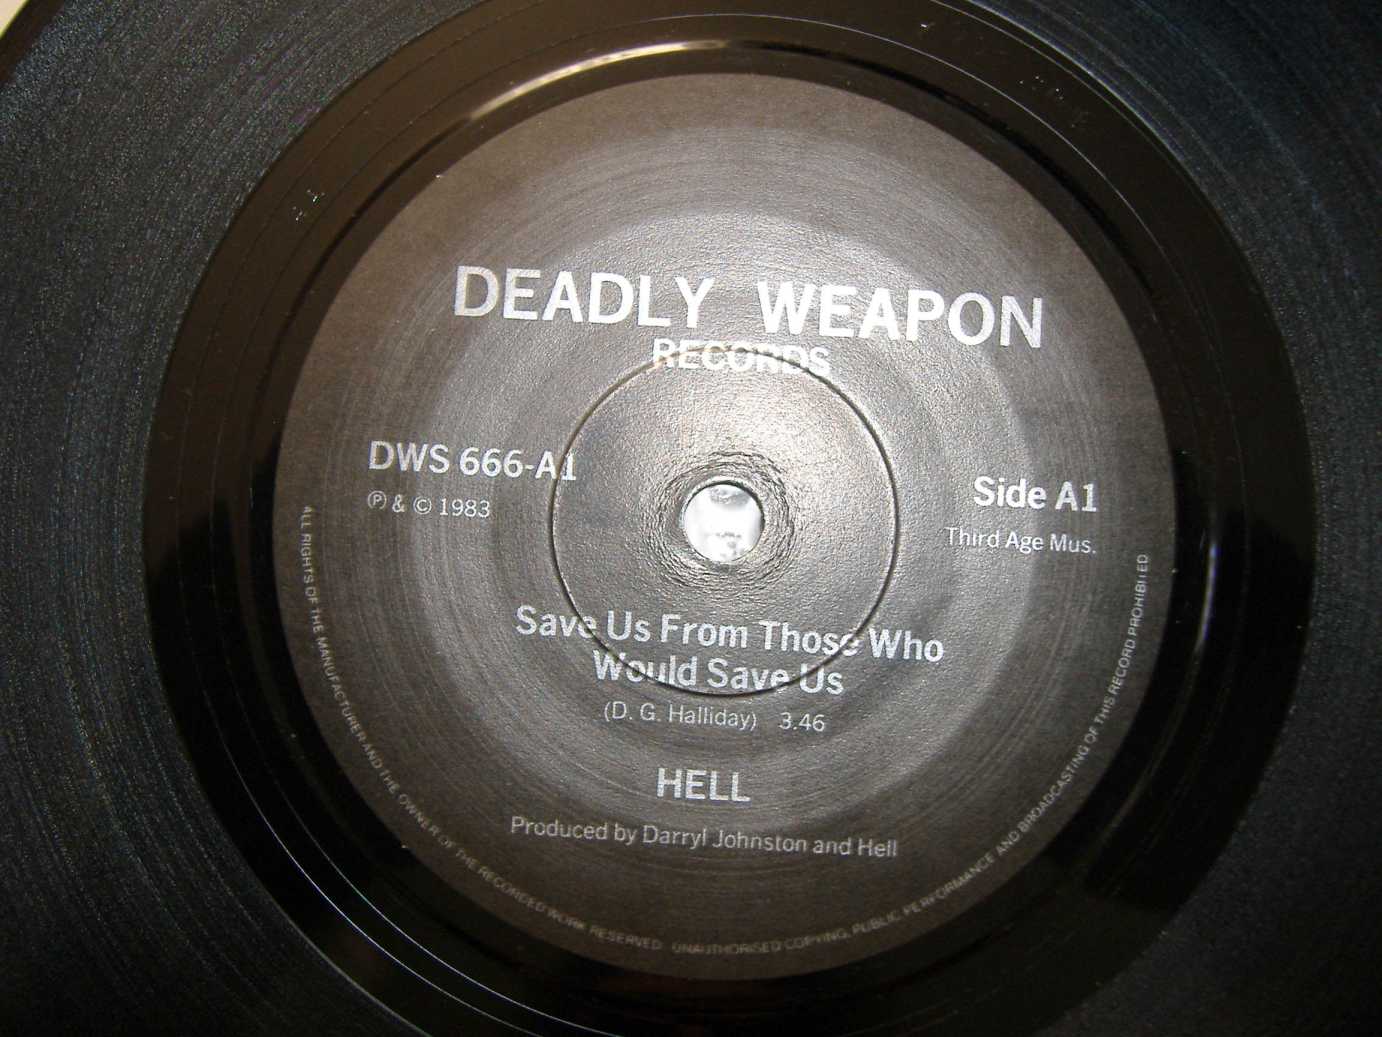 DEADLY WEAPON
RECORDS
DWS 666-A1
℗ & © 1983
Side A1
Third Age Mus.
Save Us From Those Who
Would Save Us
(D. G. Halliday) 3.46
HELL
Produced by Darryl Johnston and Hell
ALL RIGHTS OF THE MANUFACTURER AND THE OWNER OF THE RECORDED WORK RESERVED UNAUTHORISED COPYING, PUBLIC PERFORMANCE AND BROADCASTING OF THIS RECORD PROHIBITED